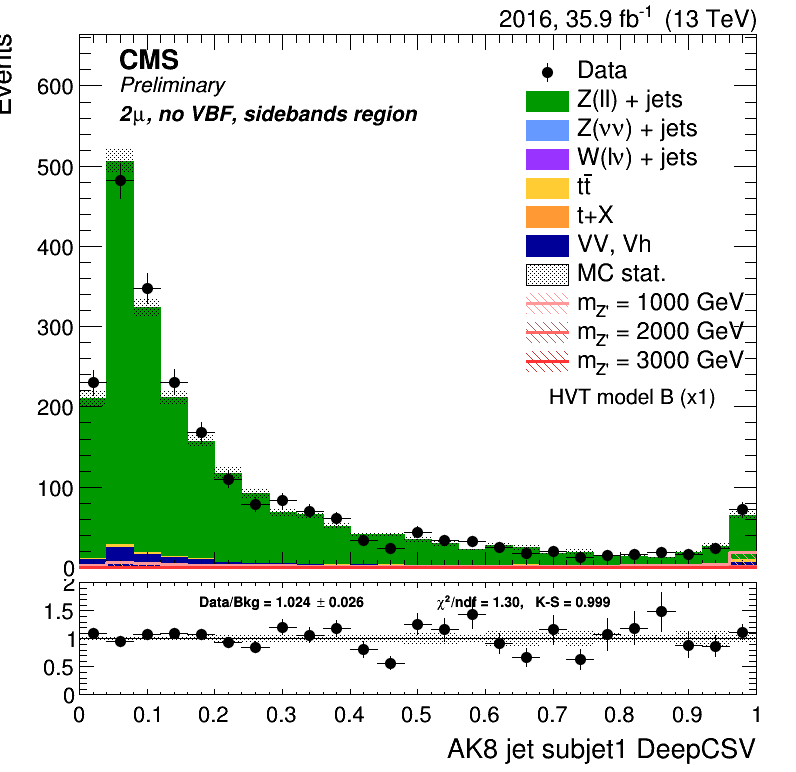 2016, 35.9 fb⁻¹ (13 TeV)
Events
CMS
Preliminary
2μ, no VBF, sidebands region
Data
Z(ll) + jets
Z(νν) + jets
W(lν) + jets
tt̄
t+X
VV, Vh
MC stat.
m_Z' = 1000 GeV
m_Z' = 2000 GeV
m_Z' = 3000 GeV
HVT model B (x1)
600
500
400
300
200
100
0
Data/Bkg = 1.024 ± 0.026 χ²/ndf = 1.30, K-S = 0.999
2
1.5
1
0.5
0
0 0.1 0.2 0.3 0.4 0.5 0.6 0.7 0.8 0.9 1
AK8 jet subjet1 DeepCSV